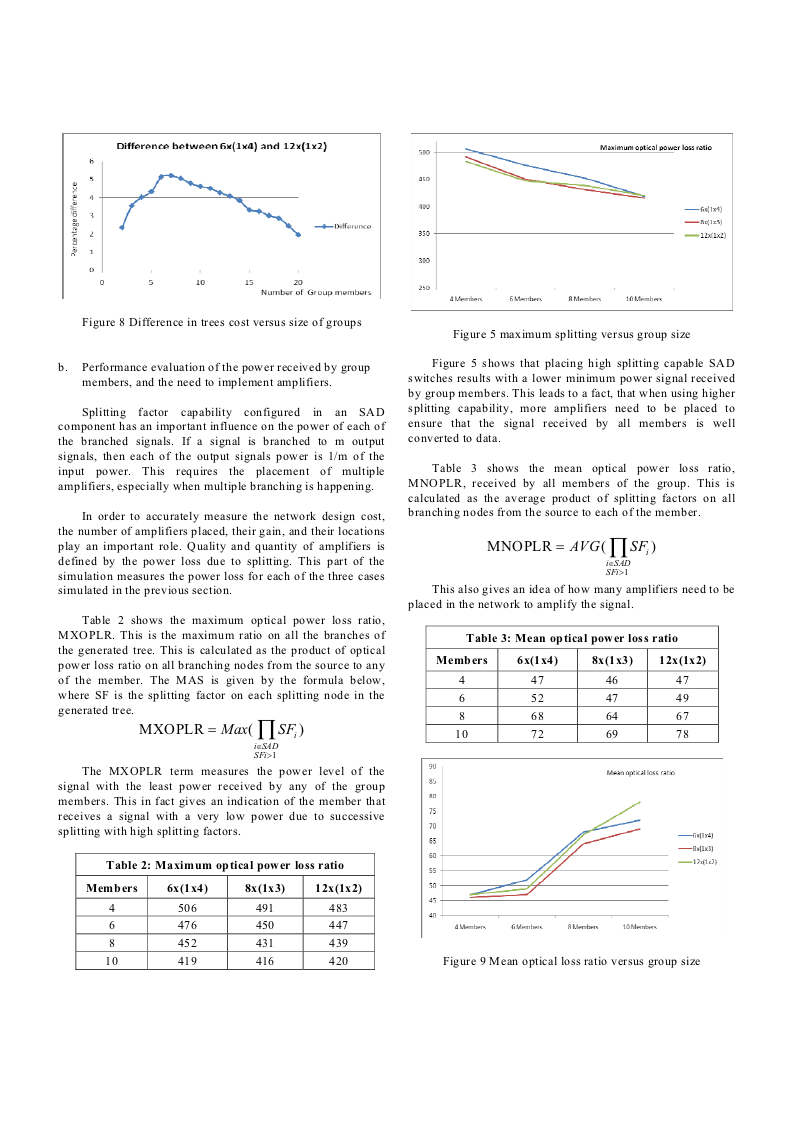 Difference between 6x(1x4) and 12x(1x2)
Percentage difference
6
5
4
3
2
1
0
0 5 10 15 20
Number of Group members
Difference
Figure 8 Difference in trees cost versus size of groups
b. Performance evaluation of the power received by group
members, and the need to implement amplifiers.
Splitting factor capability configured in an SAD
component has an important influence on the power of each of
the branched signals. If a signal is branched to m output
signals, then each of the output signals power is 1/m of the
input power. This requires the placement of multiple
amplifiers, especially when multiple branching is happening.
In order to accurately measure the network design cost,
the number of amplifiers placed, their gain, and their locations
play an important role. Quality and quantity of amplifiers is
defined by the power loss due to splitting. This part of the
simulation measures the power loss for each of the three cases
simulated in the previous section.
Table 2 shows the maximum optical power loss ratio,
MXOPLR. This is the maximum ratio on all the branches of
the generated tree. This is calculated as the product of optical
power loss ratio on all branching nodes from the source to any
of the member. The MAS is given by the formula below,
where SF is the splitting factor on each splitting node in the
generated tree.
MXOPLR = Max( ∏ SFi )
i∈SAD
SFi>1
The MXOPLR term measures the power level of the
signal with the least power received by any of the group
members. This in fact gives an indication of the member that
receives a signal with a very low power due to successive
splitting with high splitting factors.
Table 2: Maximum optical power loss ratio
Members 6x(1x4) 8x(1x3) 12x(1x2)
4 506 491 483
6 476 450 447
8 452 431 439
10 419 416 420
Maximum optical power loss ratio
500
450
400
350
300
250
6x(1x4)
8x(1x3)
12x(1x2)
4 Members 6 Members 8 Members 10 Members
Figure 5 maximum splitting versus group size
Figure 5 shows that placing high splitting capable SAD
switches results with a lower minimum power signal received
by group members. This leads to a fact, that when using higher
splitting capability, more amplifiers need to be placed to
ensure that the signal received by all members is well
converted to data.
Table 3 shows the mean optical power loss ratio,
MNOPLR, received by all members of the group. This is
calculated as the average product of splitting factors on all
branching nodes from the source to each of the member.
MNOPLR = AVG( ∏ SFi )
i∈SAD
SFi>1
This also gives an idea of how many amplifiers need to be
placed in the network to amplify the signal.
Table 3: Mean optical power loss ratio
Members 6x(1x4) 8x(1x3) 12x(1x2)
4 47 46 47
6 52 47 49
8 68 64 67
10 72 69 78
Mean optical loss ratio
90
85
80
75
70
65
60
55
50
45
40
6x(1x4)
8x(1x3)
12x(1x2)
4 Members 6 Members 8 Members 10 Members
Figure 9 Mean optical loss ratio versus group size